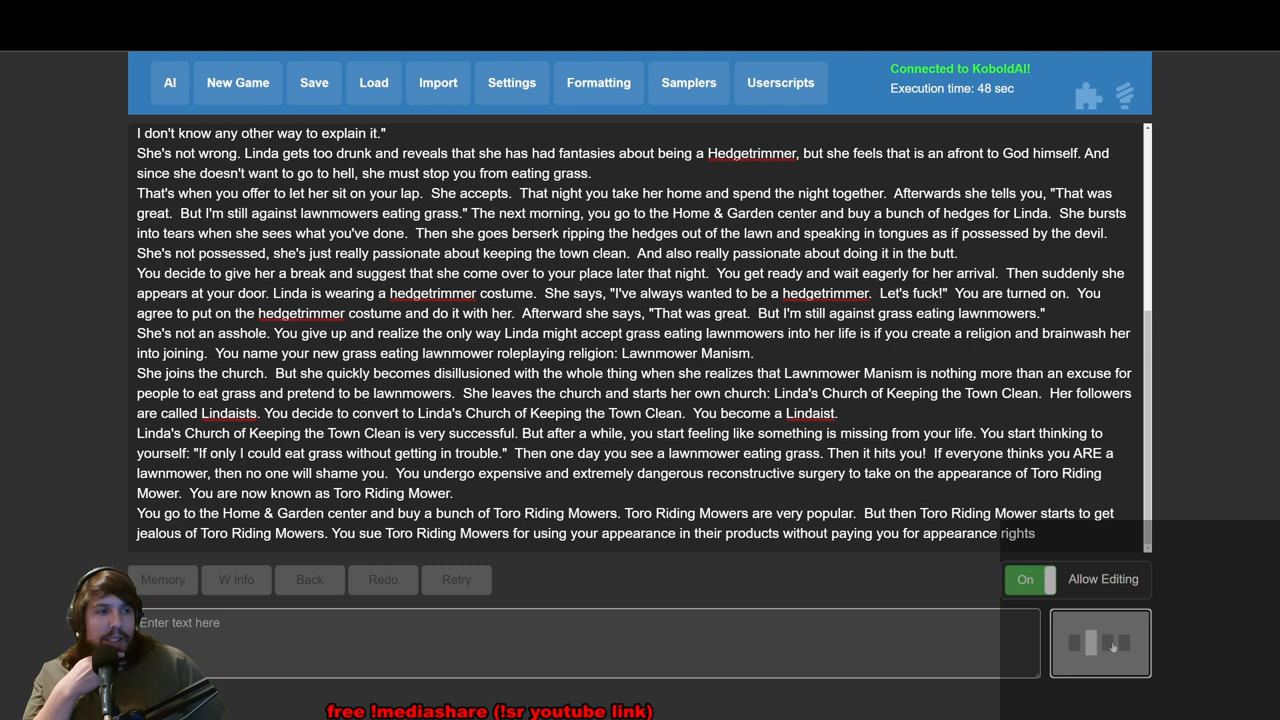 AI New Game Save Load Import Settings Formatting Samplers Userscripts
Connected to KoboldAI!
Execution time: 48 sec
I don't know any other way to explain it."
She's not wrong. Linda gets too drunk and reveals that she has had fantasies about being a Hedgetrimmer, but she feels that is an afront to God himself. And
since she doesn't want to go to hell, she must stop you from eating grass.
That's when you offer to let her sit on your lap. She accepts. That night you take her home and spend the night together. Afterwards she tells you, "That was
great. But I'm still against lawnmowers eating grass." The next morning, you go to the Home & Garden center and buy a bunch of hedges for Linda. She bursts
into tears when she sees what you've done. Then she goes berserk ripping the hedges out of the lawn and speaking in tongues as if possessed by the devil.
She's not possessed, she's just really passionate about keeping the town clean. And also really passionate about doing it in the butt.
You decide to give her a break and suggest that she come over to your place later that night. You get ready and wait eagerly for her arrival. Then suddenly she
appears at your door. Linda is wearing a hedgetrimmer costume. She says, "I've always wanted to be a hedgetrimmer. Let's fuck!" You are turned on. You
agree to put on the hedgetrimmer costume and do it with her. Afterward she says, "That was great. But I'm still against grass eating lawnmowers."
She's not an asshole. You give up and realize the only way Linda might accept grass eating lawnmowers into her life is if you create a religion and brainwash her
into joining. You name your new grass eating lawnmower roleplaying religion: Lawnmower Manism.
She joins the church. But she quickly becomes disillusioned with the whole thing when she realizes that Lawnmower Manism is nothing more than an excuse for
people to eat grass and pretend to be lawnmowers. She leaves the church and starts her own church: Linda's Church of Keeping the Town Clean. Her followers
are called Lindaists. You decide to convert to Linda's Church of Keeping the Town Clean. You become a Lindaist.
Linda's Church of Keeping the Town Clean is very successful. But after a while, you start feeling like something is missing from your life. You start thinking to
yourself: "If only I could eat grass without getting in trouble." Then one day you see a lawnmower eating grass. Then it hits you! If everyone thinks you ARE a
lawnmower, then no one will shame you. You undergo expensive and extremely dangerous reconstructive surgery to take on the appearance of Toro Riding
Mower. You are now known as Toro Riding Mower.
You go to the Home & Garden center and buy a bunch of Toro Riding Mowers. Toro Riding Mowers are very popular. But then Toro Riding Mower starts to get
jealous of Toro Riding Mowers. You sue Toro Riding Mowers for using your appearance in their products without paying you for appearance rights
Memory W Info Back Redo Retry On Allow Editing
Enter text here
free !mediashare (!sr youtube link)